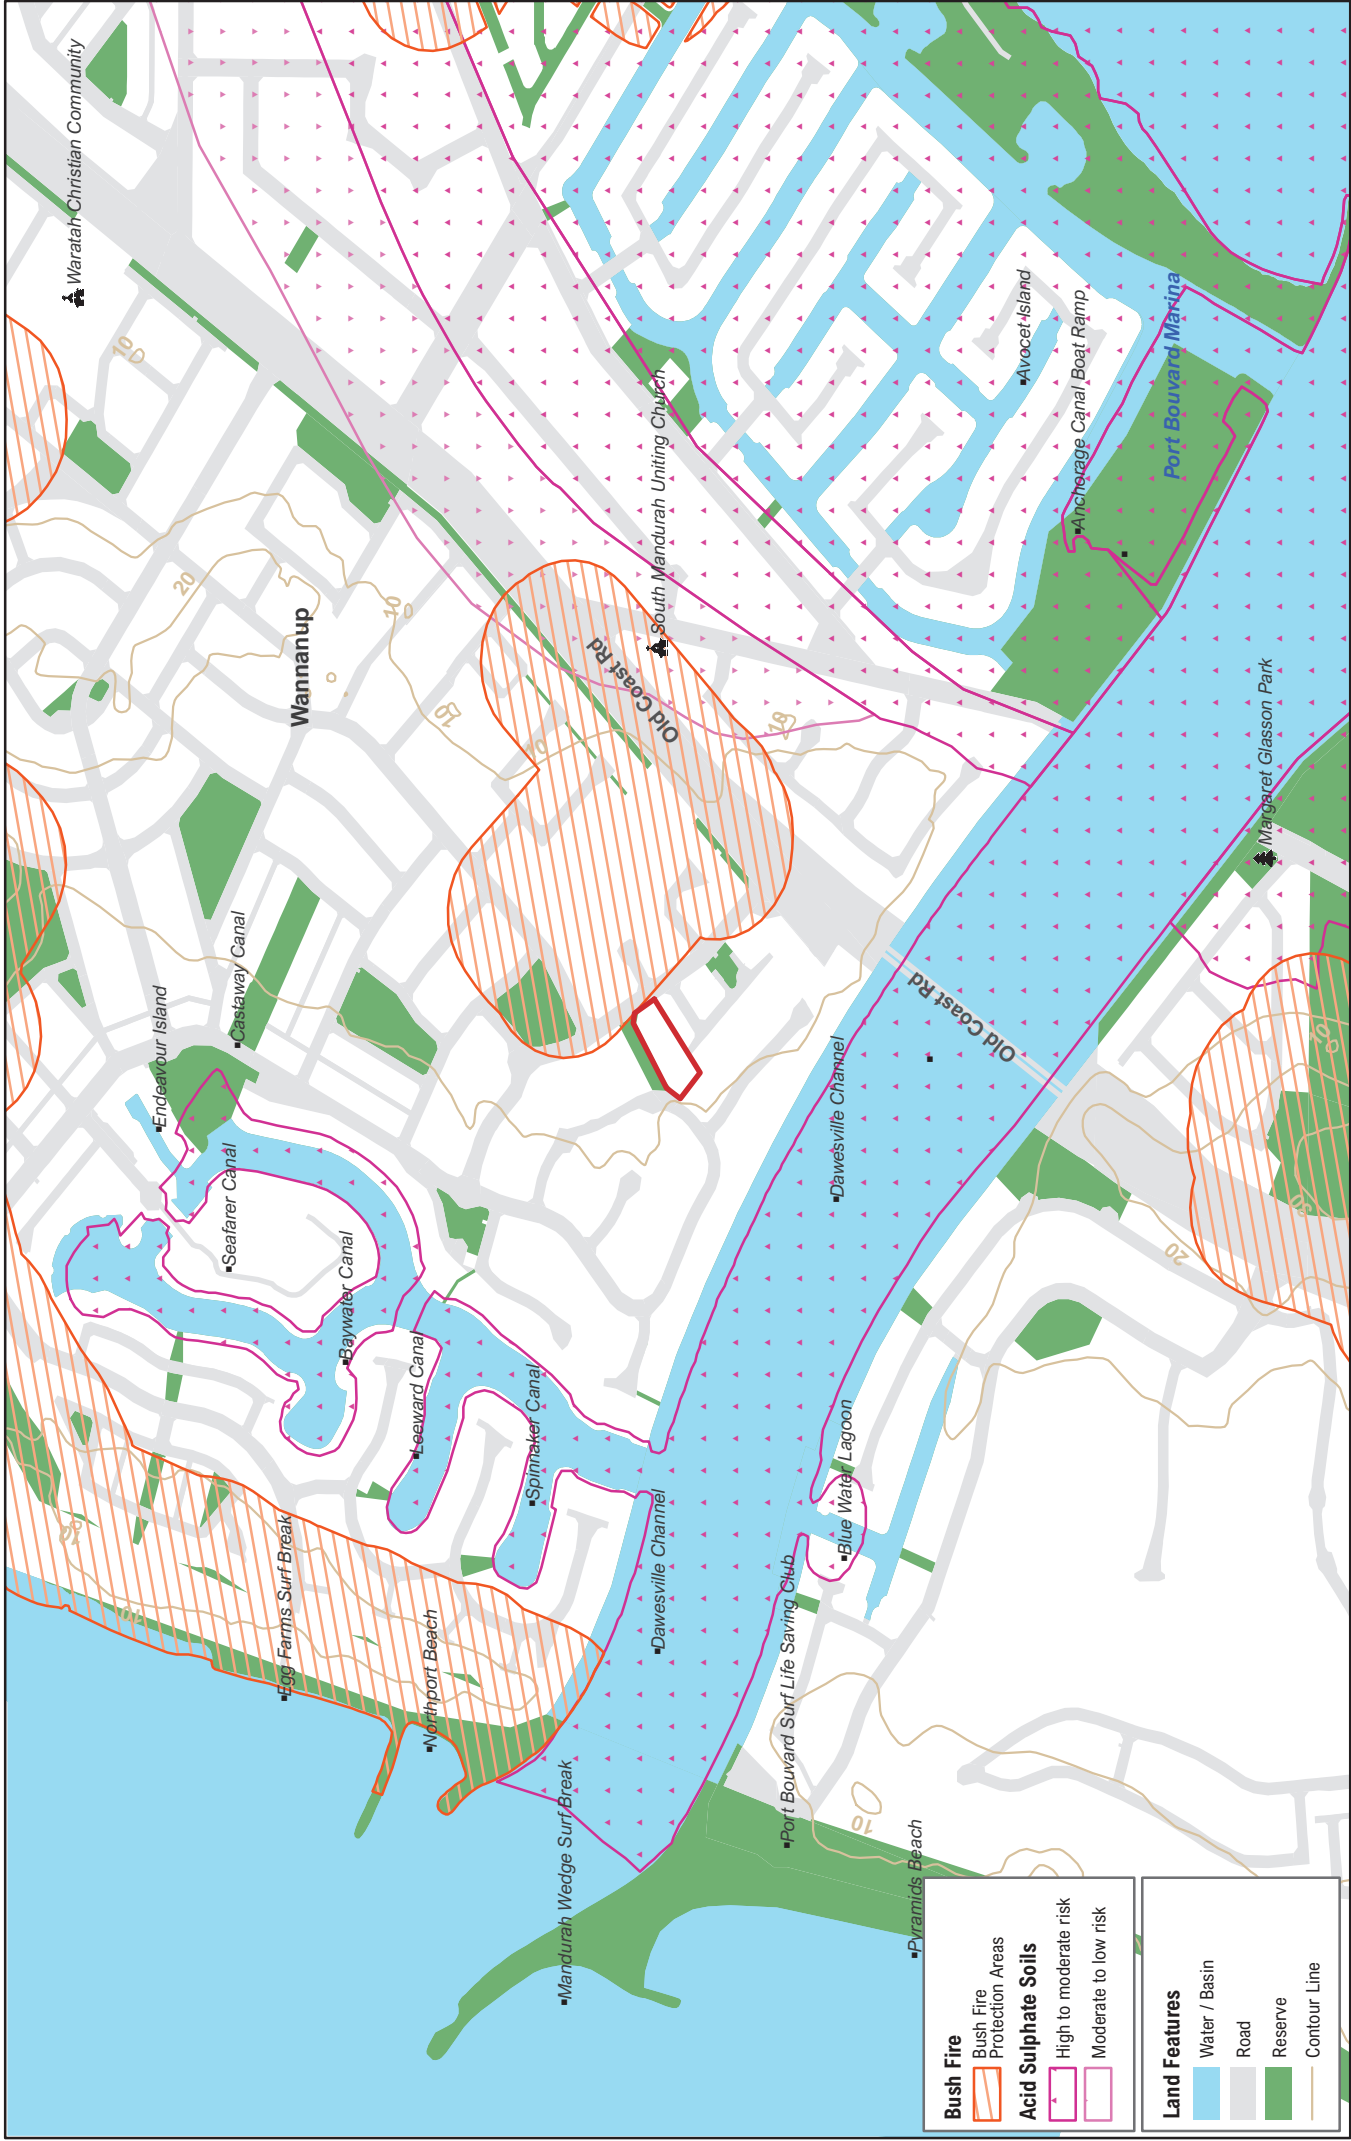 Waratah Christian Community
10
20
Wannanup
10
10
10
Old Coast Rd
South Mandurah Uniting Church
10
Avocet Island
Anchorage Canal Boat Ramp
Port Bouvard Marina
Margaret Glasson Park
Endeavour Island
Castaway Canal
Seafarer Canal
Baywater Canal
Leeward Canal
Spinnaker Canal
Dawesville Channel
Old Coast Rd
10
30
20
Blue Water Lagoon
Dawesville Channel
Egg Farms Surf Break
10
10
Northport Beach
Mandurah Wedge Surf Break
Port Bouvard Surf Life Saving Club
10
Pyramids Beach
Bush Fire
Bush Fire
Protection Areas
Acid Sulphate Soils
High to moderate risk
Moderate to low risk
Land Features
Water / Basin
Road
Reserve
Contour Line